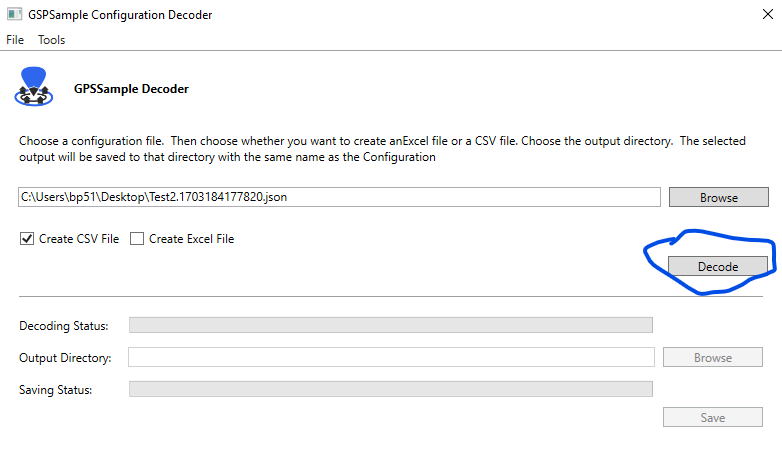 GSPSample Configuration Decoder
File Tools
GPSSample Decoder
Choose a configuration file. Then choose whether you want to create anExcel file or a CSV file. Choose the output directory. The selected
output will be saved to that directory with the same name as the Configuration
C:\Users\bp51\Desktop\Test2.1703184177820.json Browse
Create CSV File Create Excel File
Decode
Decoding Status:
Output Directory: Browse
Saving Status:
Save